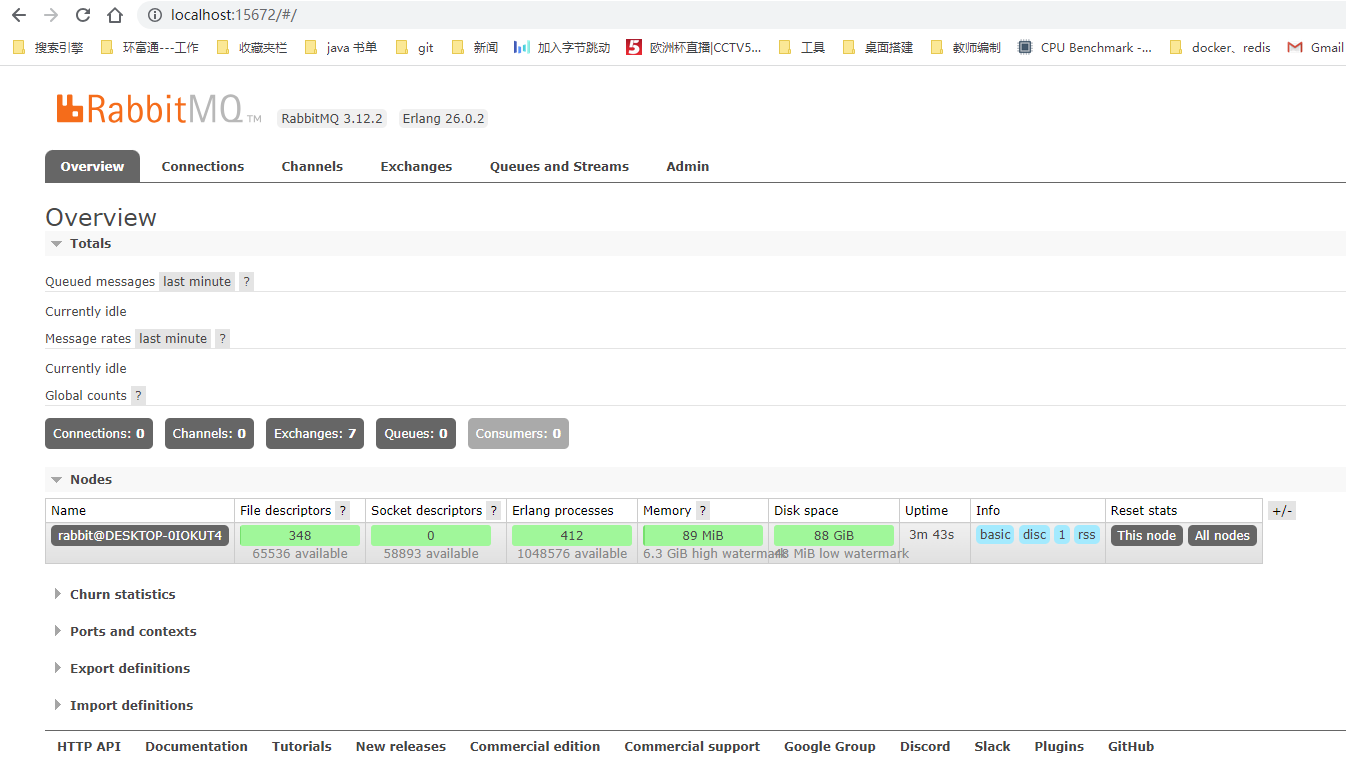 localhost:15672/#/
搜索引擎 环富通---工作 收藏夹栏 java 书单 git 新闻 加入字节跳动 5 欧洲杯直播|CCTV5... 工具 桌面搭建 教师编制 CPU Benchmark -... docker、redis Gmail
RabbitMQ TM RabbitMQ 3.12.2 Erlang 26.0.2
Overview Connections Channels Exchanges Queues and Streams Admin
Overview
Totals
Queued messages last minute ?
Currently idle
Message rates last minute ?
Currently idle
Global counts ?
Connections: 0 Channels: 0 Exchanges: 7 Queues: 0 Consumers: 0
Nodes
Name File descriptors ? Socket descriptors ? Erlang processes Memory ? Disk space Uptime Info Reset stats +/-
rabbit@DESKTOP-0IOKUT4 348 0 412 89 MiB 88 GiB 3m 43s basic disc 1 rss This node All nodes
65536 available 58893 available 1048576 available 6.3 GiB high watermark 48 MiB low watermark
Churn statistics
Ports and contexts
Export definitions
Import definitions
HTTP API Documentation Tutorials New releases Commercial edition Commercial support Google Group Discord Slack Plugins GitHub